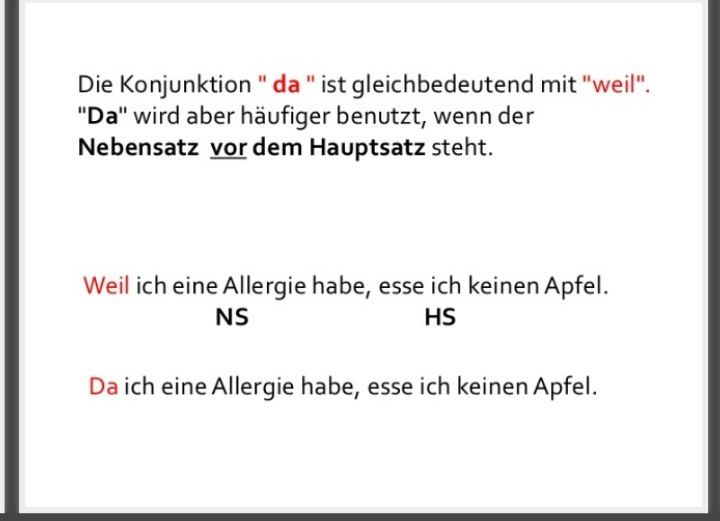 Die Konjunktion " da " ist gleichbedeutend mit "weil".
"Da" wird aber häufiger benutzt, wenn der
Nebensatz vor dem Hauptsatz steht.
Weil ich eine Allergie habe, esse ich keinen Apfel.
NS HS
Da ich eine Allergie habe, esse ich keinen Apfel.